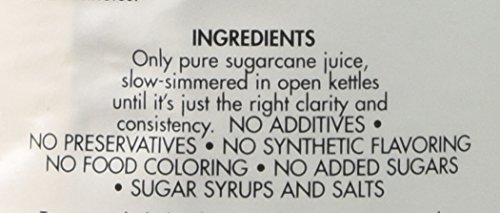 INGREDIENTS
Only pure sugarcane juice,
slow-simmered in open kettles
until it's just the right clarity and
consistency. NO ADDITIVES •
NO PRESERVATIVES • NO SYNTHETIC FLAVORING
NO FOOD COLORING • NO ADDED SUGARS
• SUGAR SYRUPS AND SALTS